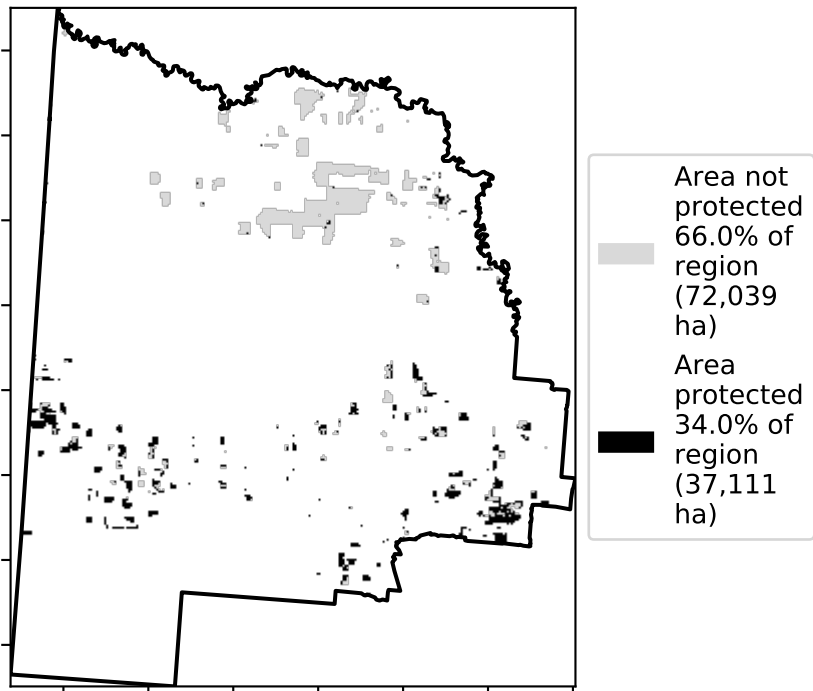 Area not
protected
66.0% of
region
(72,039
ha)
Area
protected
34.0% of
region
(37,111
ha)